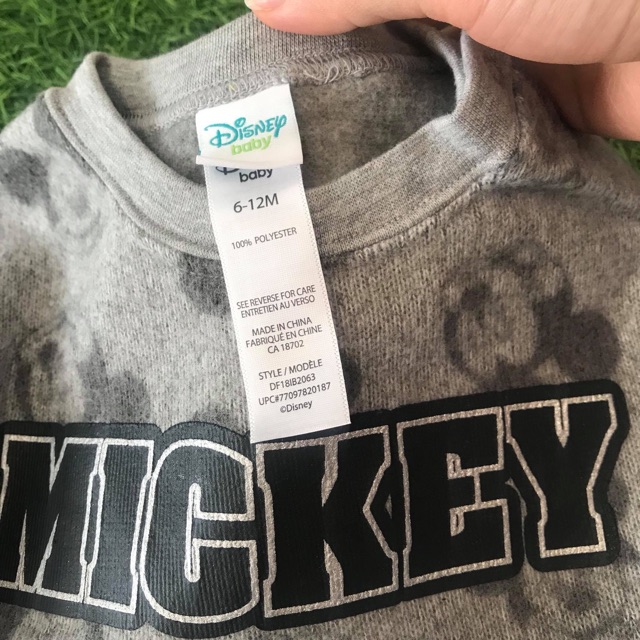 Disney
baby
baby
6-12M
100% POLYESTER
SEE REVERSE FOR CARE
ENTRETIEN AU VERSO
MADE IN CHINA
FABRIQUÉ EN CHINE
CA 18702
STYLE / MODÈLE
DF18IB2063
UPC#77097820187
©Disney
MICKEY